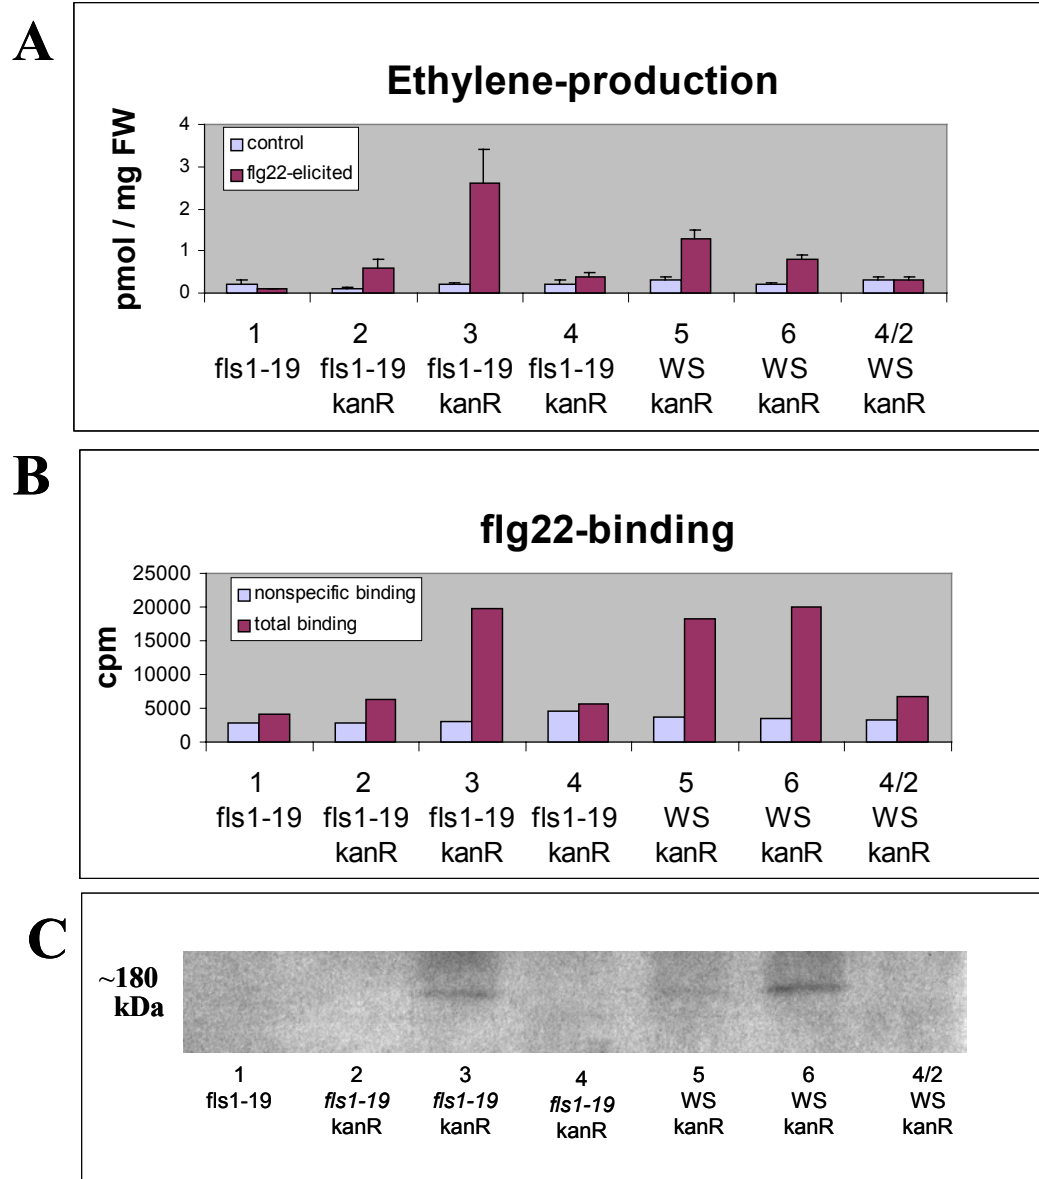 A
Ethylene-production
pmol / mg FW
4
3
2
1
0
control
flg22-elicited
1 2 3 4 5 6 4/2
fls1-19 fls1-19 fls1-19 fls1-19 WS WS WS
kanR kanR kanR kanR kanR kanR
B
flg22-binding
cpm
25000
20000
15000
10000
5000
0
nonspecific binding
total binding
1 2 3 4 5 6 4/2
fls1-19 fls1-19 fls1-19 fls1-19 WS WS WS
kanR kanR kanR kanR kanR kanR
C
~180
kDa
1 2 3 4 5 6 4/2
fls1-19 fls1-19 fls1-19 fls1-19 WS WS WS
kanR kanR kanR kanR kanR kanR